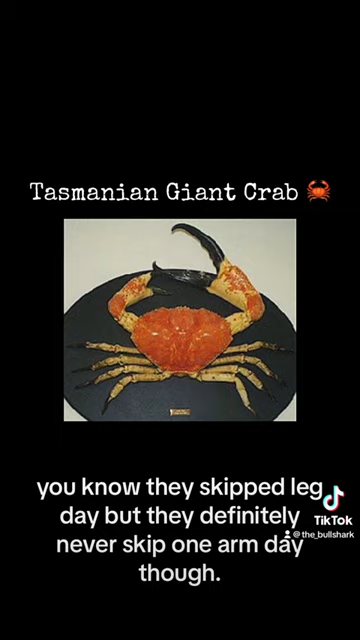 Tasmanian Giant Crab 🦀
you know they skipped leg
day but they definitely
never skip one arm day
though.
TikTok
@the_bullshark